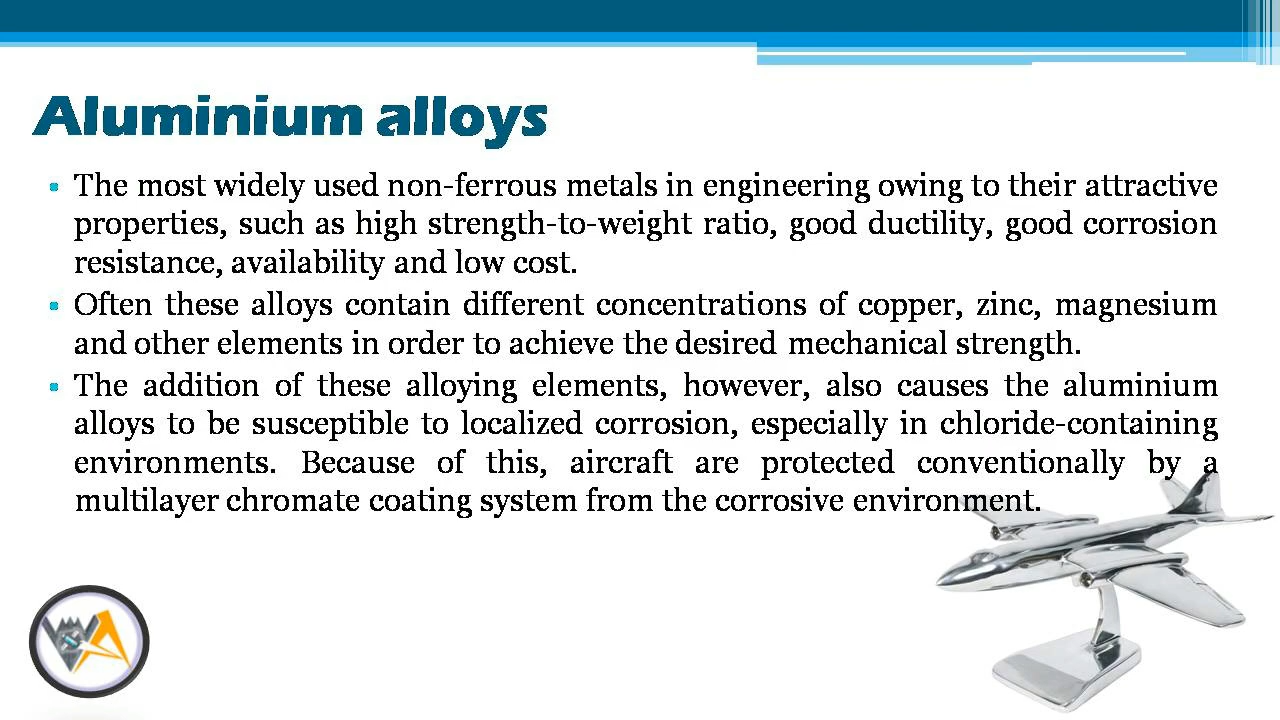 Aluminium alloys
The most widely used non-ferrous metals in engineering owing to their attractive
properties, such as high strength-to-weight ratio, good ductility, good corrosion
resistance, availability and low cost.
Often these alloys contain different concentrations of copper, zinc, magnesium
and other elements in order to achieve the desired mechanical strength.
The addition of these alloying elements, however, also causes the aluminium
alloys to be susceptible to localized corrosion, especially in chloride-containing
environments. Because of this, aircraft are protected conventionally by a
multilayer chromate coating system from the corrosive environment.